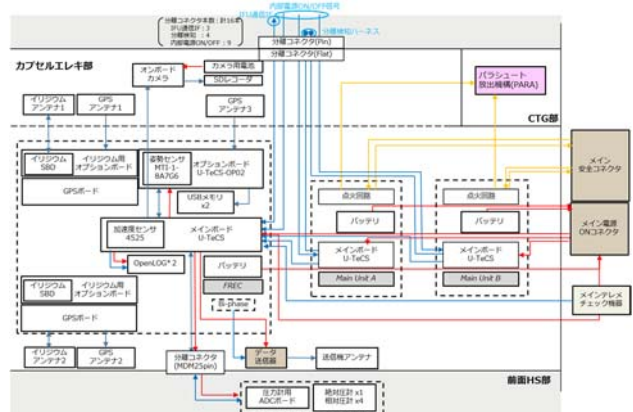 内部電源ON/OFF信号
IFU通信IF
分離コネクタ本数：計16本
IFU通信IF：3
分離検知　：4
内部電源ON/OFF：9
分離検知ハーネス
分離コネクタ(Pin)
分離コネクタ(Flat)
カプセルエレキ部
オンボード
カメラ
カメラ用電池
SDレコーダ
パラシュート
放出機構(PARA)
CTG部
イリジウム
アンテナ1
GPS
アンテナ1
GPS
アンテナ3
メイン
安全コネクタ
イリジウム
SBD
イリジウム用
オプションボード
GPSボード
姿勢センサ
MTI-1-
8A7G6
オプションボード
U-TeCS-OP02
USBメモリ
x2
点火回路
点火回路
バッテリ
バッテリ
メイン電源
ONコネクタ
加速度センサ
4525
メインボード
U-TeCS
メインボード
U-TeCS
メインボード
U-TeCS
OpenLOG* 2
バッテリ
FREC
Main Unit A
Main Unit B
イリジウム
SBD
イリジウム用
オプションボード
GPSボード
Bi-phase
メインテレメ
チェック機器
イリジウム
アンテナ2
GPS
アンテナ2
分離コネクタ
(MDM25pin)
データ
送信器
送信機アンテナ
前面HS部
圧力計用
ADCボード
絶対圧計 x1
相対圧計 x4